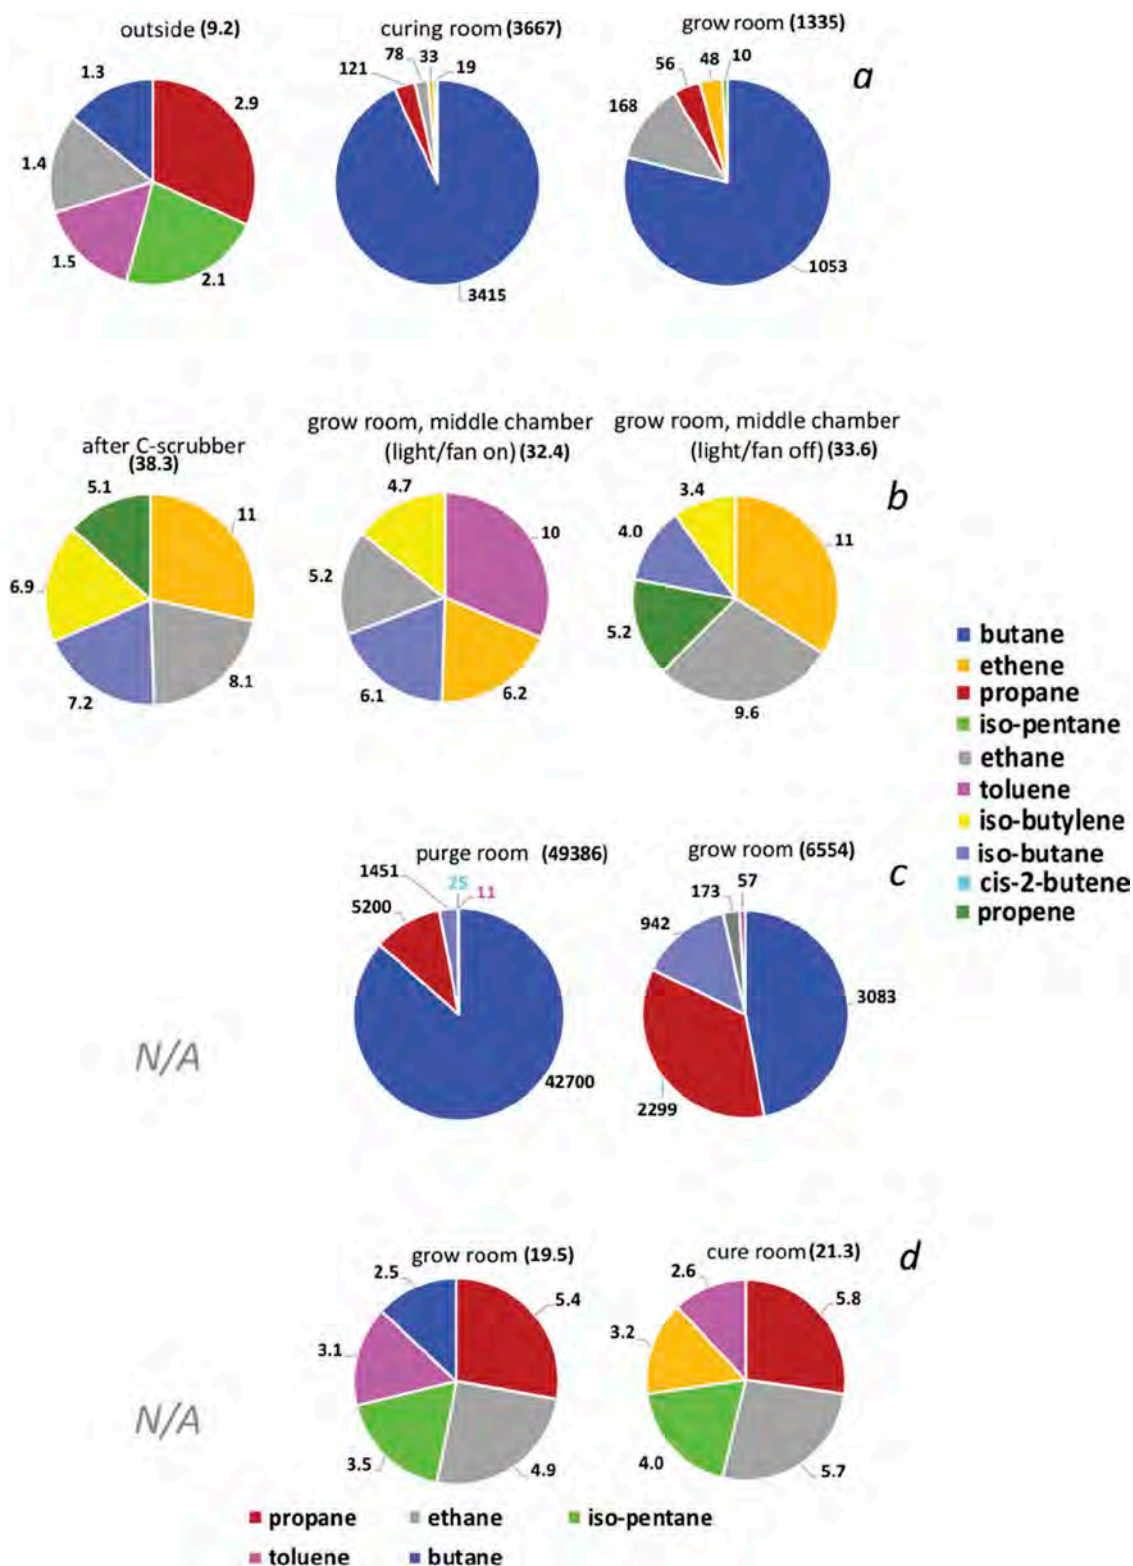 outside (9.2)
1.3
2.9
1.4
1.5
2.1
curing room (3667)
121
78
33
19
3415
grow room (1335)
168
56
48
10
1053
a
after C-scrubber
(38.3)
5.1
11
6.9
7.2
8.1
grow room, middle chamber
(light/fan on) (32.4)
4.7
10
5.2
6.1
6.2
grow room, middle chamber
(light/fan off) (33.6)
3.4
11
4.0
5.2
9.6
b
butane
ethene
propane
iso-pentane
ethane
toluene
iso-butylene
iso-butane
cis-2-butene
propene
N/A
purge room (49386)
1451
25
11
5200
42700
grow room (6554)
173
57
942
3083
2299
c
N/A
grow room (19.5)
2.5
5.4
3.1
3.5
4.9
cure room (21.3)
2.6
5.8
3.2
4.0
5.7
d
propane
ethane
iso-pentane
toluene
butane